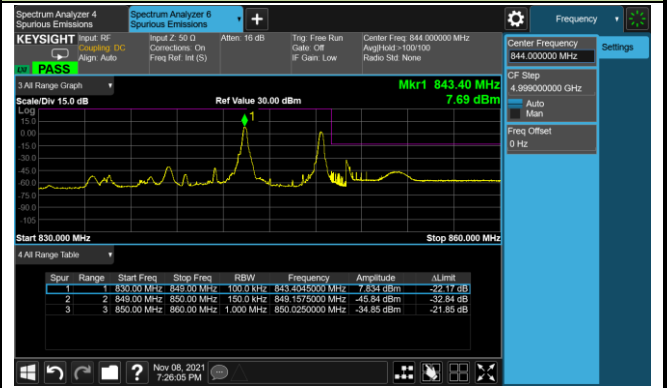 Spectrum Analyzer 4
Spurious Emissions
Spectrum Analyzer 6
Spurious Emissions
Frequency
KEYSIGHT
Input: RF
Coupling: DC
Align: Auto
Input Z: 50 Ω
Corrections: On
Freq Ref: Int (S)
Atten: 16 dB
Trig: Free Run
Gate: Off
IF Gain: Low
Center Freq: 844.000000 MHz
Avg|Hold:>100/100
Radio Std: None
PASS
Center Frequency
844.000000 MHz
Settings
CF Step
4.999000000 GHz
Auto
Man
Freq Offset
0 Hz
3 All Range Graph
Mkr1 843.40 MHz
Scale/Div 15.0 dB
Ref Value 30.00 dBm
7.69 dBm
Log
1
15.0
0.00
-15.0
-30.0
-45.0
-60.0
-75.0
-90.0
-105
Start 830.000 MHz
Stop 860.000 MHz
4 All Range Table
Spur Range Start Freq Stop Freq RBW Frequency Amplitude ΔLimit
1 1 830.00 MHz 849.00 MHz 100.0 kHz 843.4045000 MHz 7.834 dBm -22.17 dB
2 2 849.00 MHz 850.00 MHz 150.0 kHz 849.1575000 MHz -45.84 dBm -32.84 dB
3 3 850.00 MHz 860.00 MHz 1.000 MHz 850.0250000 MHz -34.85 dBm -21.85 dB
?
Nov 08, 2021
7:26:05 PM